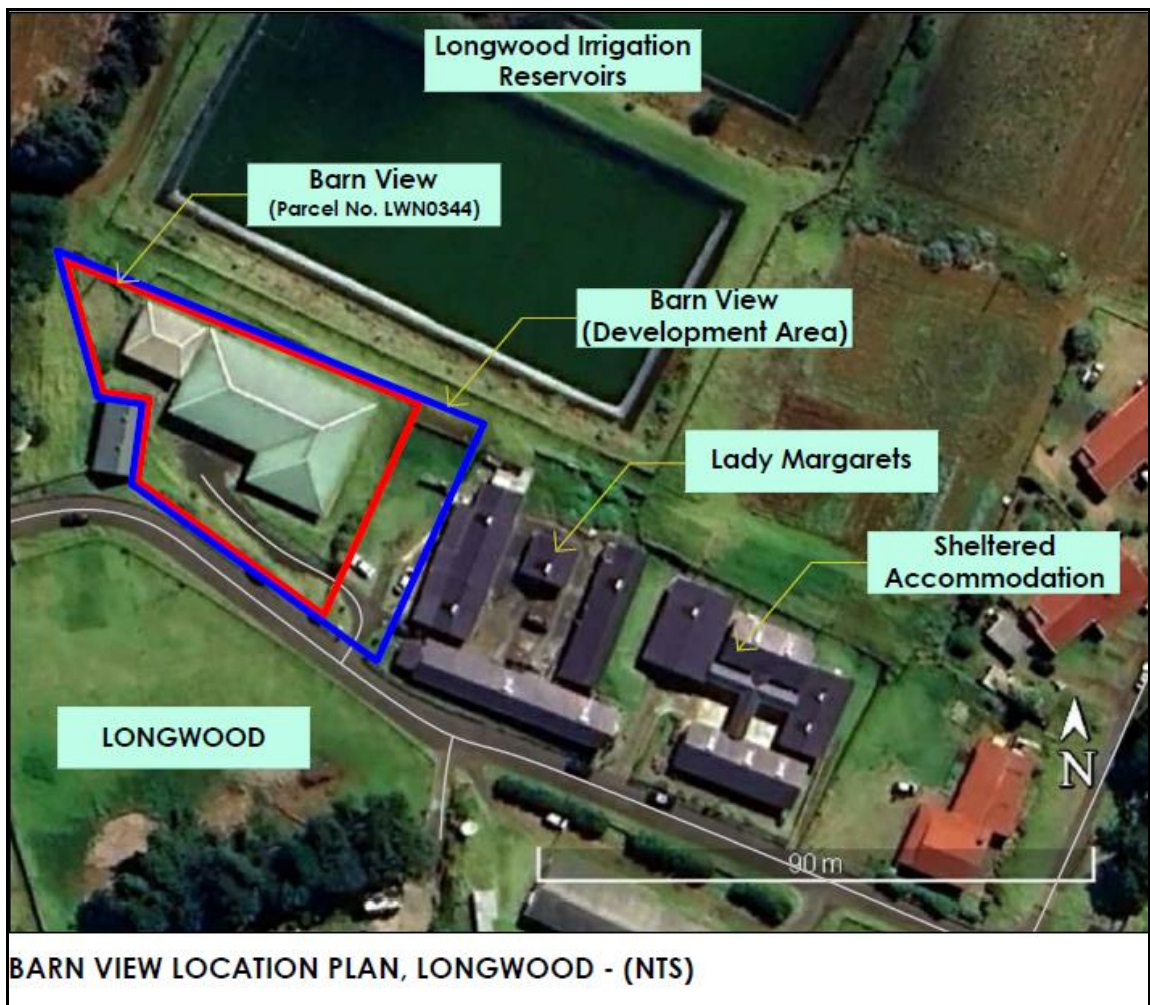 Longwood Irrigation
Reservoirs
Barn View
(Parcel No. LWN0344)
Barn View
(Development Area)
Lady Margarets
Sheltered
Accommodation
LONGWOOD
N
90 m
BARN VIEW LOCATION PLAN, LONGWOOD - (NTS)